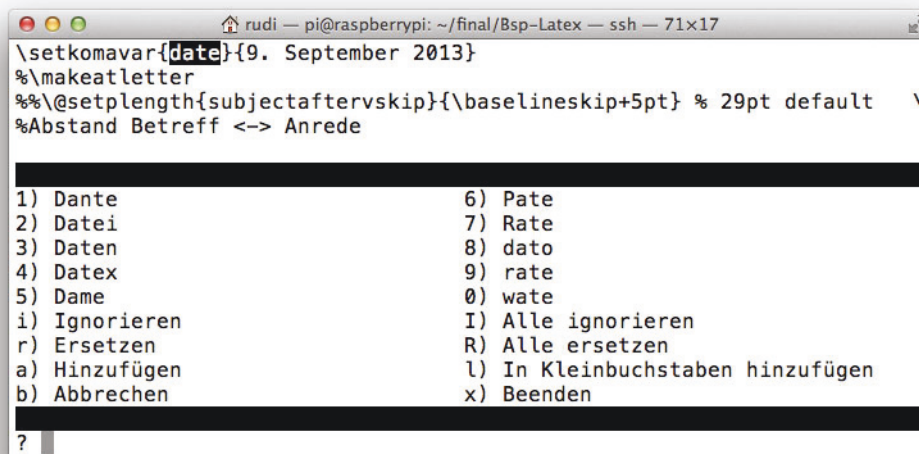 rudi — pi@raspberrypi: ~/final/Bsp-Latex — ssh — 71×17
\setkomavar{date}{9. September 2013}
%\makeatletter
%%\@setplength{subjectaftervskip}{\baselineskip+5pt} % 29pt default \
%Abstand Betreff <-> Anrede
1) Dante 6) Pate
2) Datei 7) Rate
3) Daten 8) dato
4) Datex 9) rate
5) Dame 0) wate
i) Ignorieren I) Alle ignorieren
r) Ersetzen R) Alle ersetzen
a) Hinzufügen l) In Kleinbuchstaben hinzufügen
b) Abbrechen x) Beenden
?